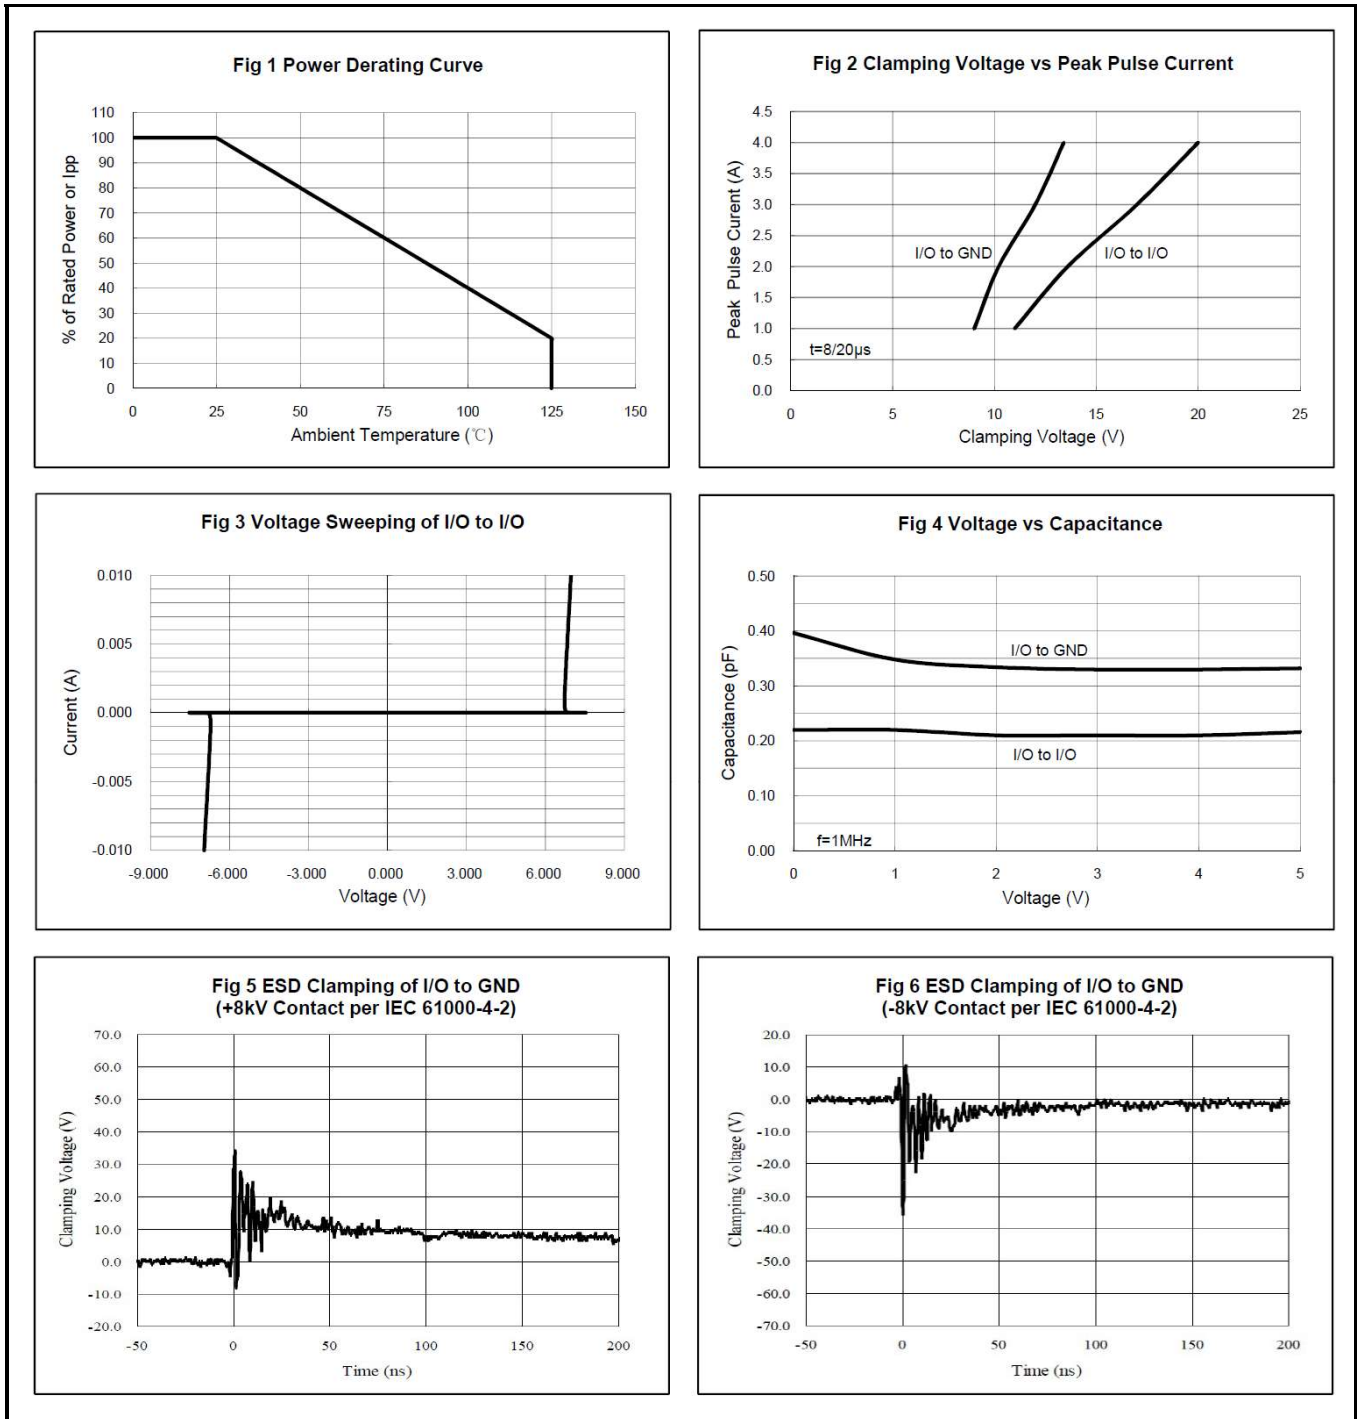 Fig 1 Power Derating Curve
110
100
90
80
70
60
50
40
30
20
10
0
% of Rated Power or Ipp
0 25 50 75 100 125 150
Ambient Temperature (℃)
Fig 2 Clamping Voltage vs Peak Pulse Current
4.5
4.0
3.5
3.0
2.5
2.0
1.5
1.0
0.5
0.0
Peak Pulse Curent (A)
I/O to GND
I/O to I/O
t=8/20μs
0 5 10 15 20 25
Clamping Voltage (V)
Fig 3 Voltage Sweeping of I/O to I/O
0.010
0.005
0.000
-0.005
-0.010
Current (A)
-9.000 -6.000 -3.000 0.000 3.000 6.000 9.000
Voltage (V)
Fig 4 Voltage vs Capacitance
0.50
0.40
0.30
0.20
0.10
0.00
Capacitance (pF)
I/O to GND
I/O to I/O
f=1MHz
0 1 2 3 4 5
Voltage (V)
Fig 5 ESD Clamping of I/O to GND
(+8kV Contact per IEC 61000-4-2)
70.0
60.0
50.0
40.0
30.0
20.0
10.0
0.0
-10.0
-20.0
Clamping Voltage (V)
-50 0 50 100 150 200
Time (ns)
Fig 6 ESD Clamping of I/O to GND
(-8kV Contact per IEC 61000-4-2)
20.0
10.0
0.0
-10.0
-20.0
-30.0
-40.0
-50.0
-60.0
-70.0
Clamping Voltage (V)
-50 0 50 100 150 200
Time (ns)